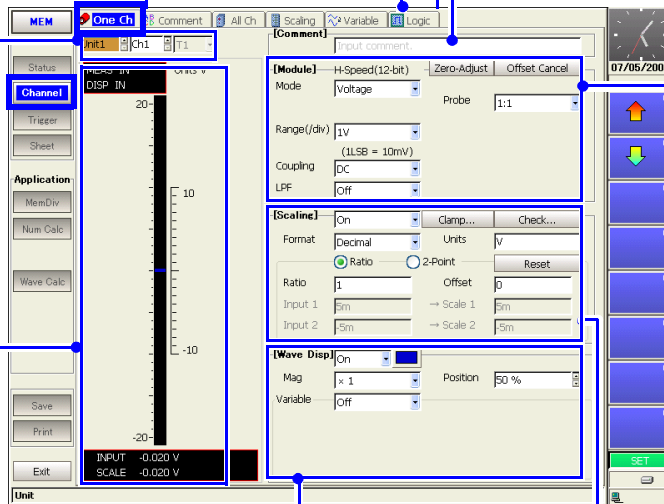 MEM
One Ch
Comment
All Ch
Scaling
Variable
Logic
Unit1
Ch1
T1
[Comment]
Input comment.
Status
Channel
Trigger
Sheet
Application
MemDiv
Num Calc
Wave Calc
Save
Print
Exit
MEAS IN
Units V
DISP IN
20-
10
-10
-20-
INPUT -0.020 V
SCALE -0.020 V
[Module]
H-Speed(12-bit)
Zero-Adjust
Offset Cancel
Mode
Voltage
Probe
1:1
Range(/div)
1V
(1LSB = 10mV)
Coupling
DC
LPF
Off
[Scaling]
On
Clamp...
Check...
Format
Decimal
Units
V
Ratio
2-Point
Reset
Ratio
1
Offset
0
Input 1
5m
→ Scale 1
5m
Input 2
-5m
→ Scale 2
-5m
[Wave Disp]
On
Mag
× 1
Position
50 %
Variable
Off
07/05/200
SET
Unit